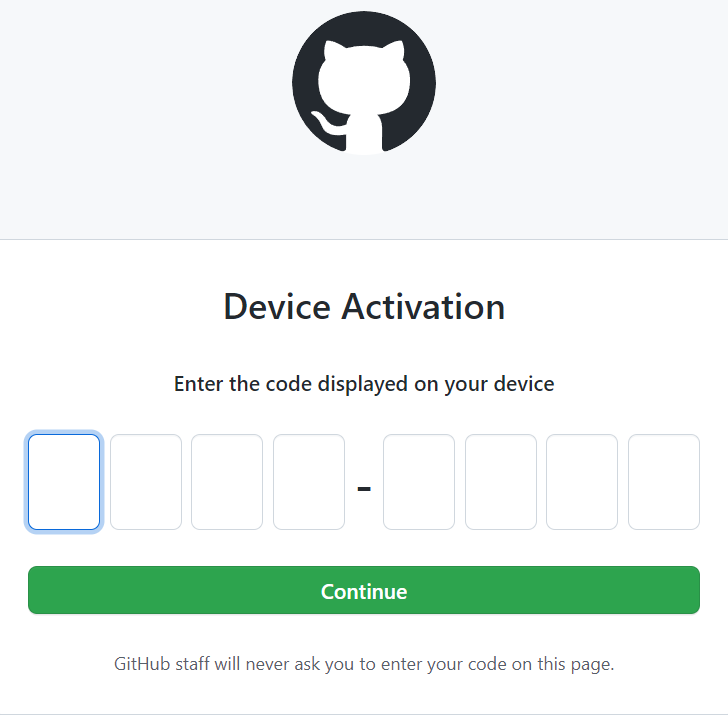 Device Activation
Enter the code displayed on your device
-
Continue
GitHub staff will never ask you to enter your code on this page.